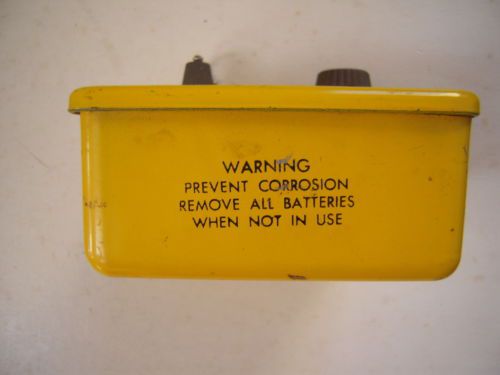 WARNING
PREVENT CORROSION
REMOVE ALL BATTERIES
WHEN NOT IN USE